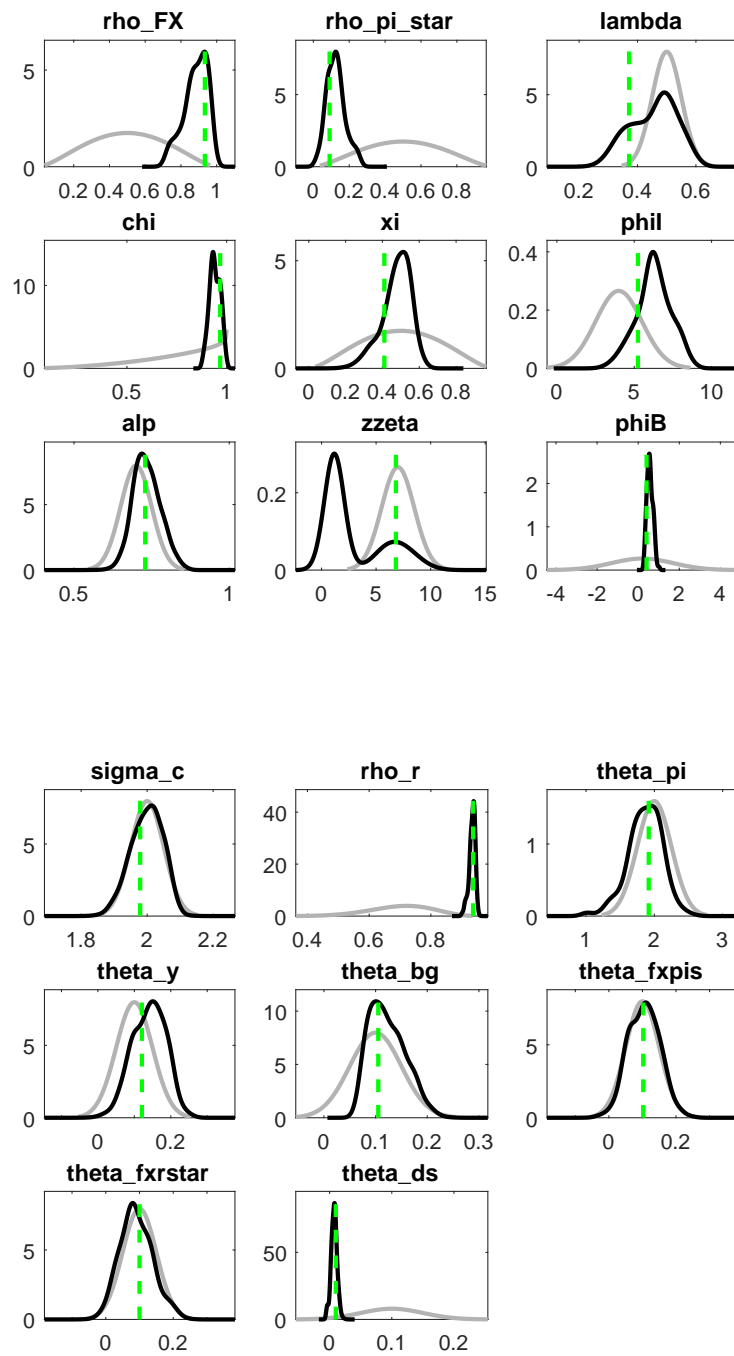 rho_FX rho_pi_star lambda
5 5 5
0 0 0
0.2 0.4 0.6 0.8 1 0 0.2 0.4 0.6 0.8 0.2 0.4 0.6
chi xi phiI
10 5 0.4
0.2
0 0 0
0.5 1 0 0.2 0.4 0.6 0.8 0 5 10
alp zzeta phiB
5 0.2 2
1
0 0 0
0.5 1 0 5 10 15 -4 -2 0 2 4
sigma_c rho_r theta_pi
5 40 1
20
0 0 0
1.8 2 2.2 0.4 0.6 0.8 1 2 3
theta_y theta_bg theta_fxpis
5 10 5
5
0 0 0
0 0.2 0 0.1 0.2 0.3 0 0.2
theta_fxrstar theta_ds
5 50
0 0
0 0.2 0 0.1 0.2